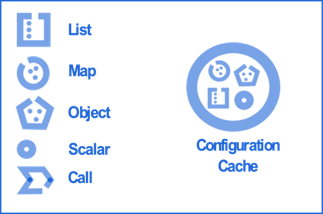 List
Map
Object
Scalar
Call
Configuration
Cache